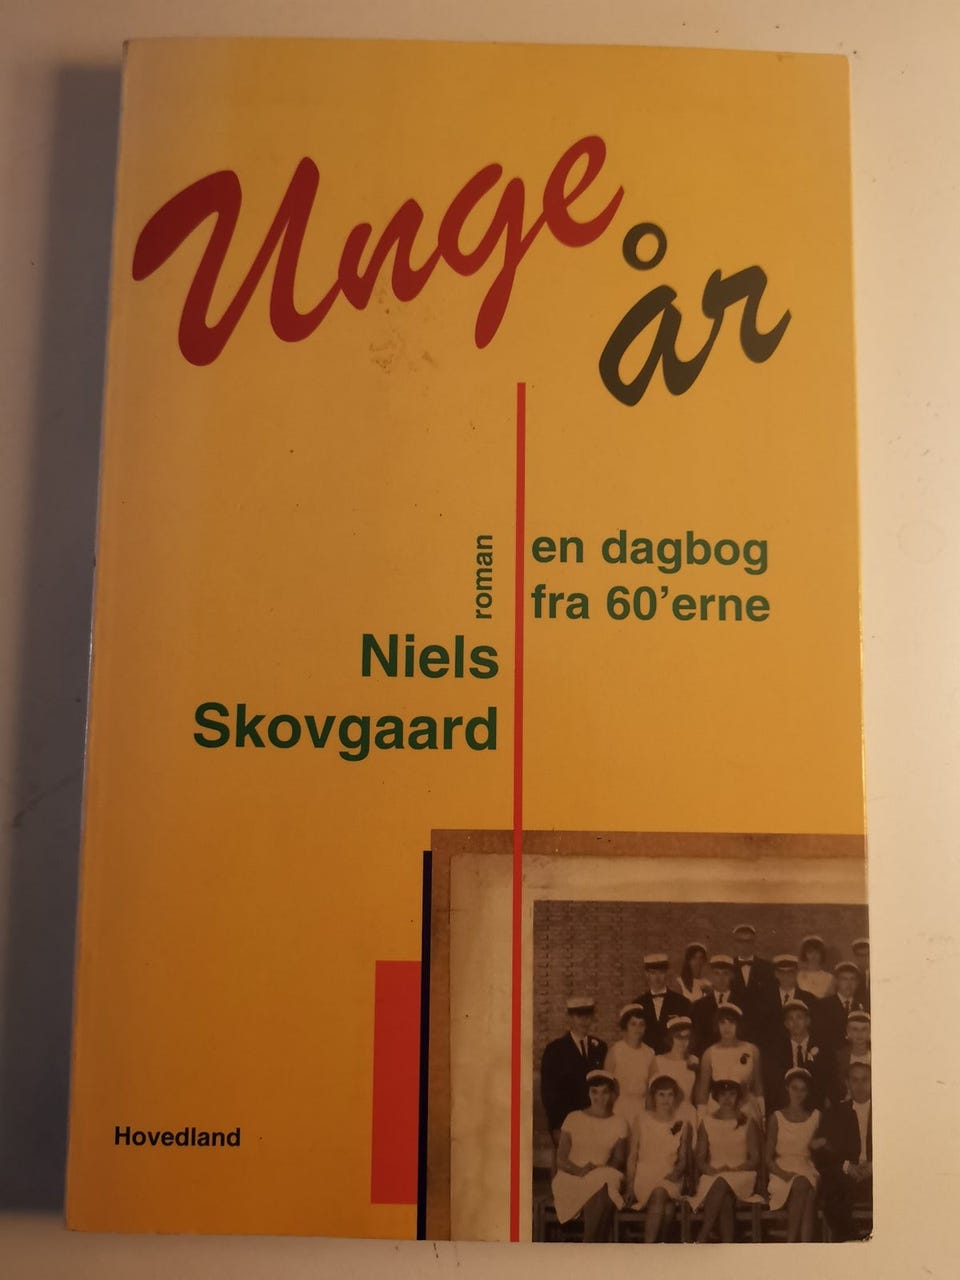 Unge
år
roman
en dagbog
fra 60'erne
Niels
Skovgaard
Hovedland